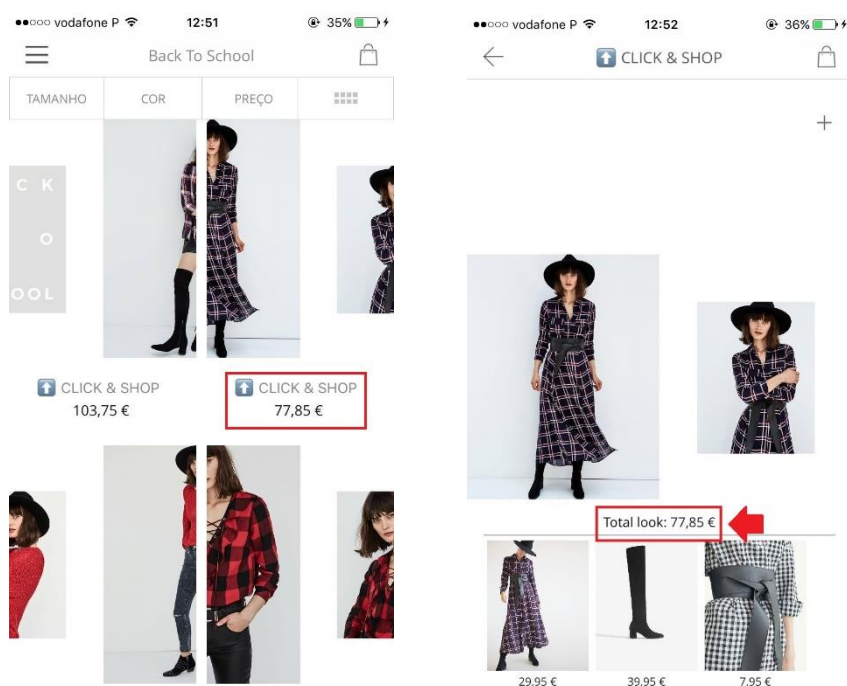 vodafone P 12:51 35%
Back To School
TAMANHO COR PREÇO
C K
O
OOL
CLICK & SHOP
103,75 €
CLICK & SHOP
77,85 €
vodafone P 12:52 36%
CLICK & SHOP
+
Total look: 77,85 €
29.95 € 39.95 € 7.95 €